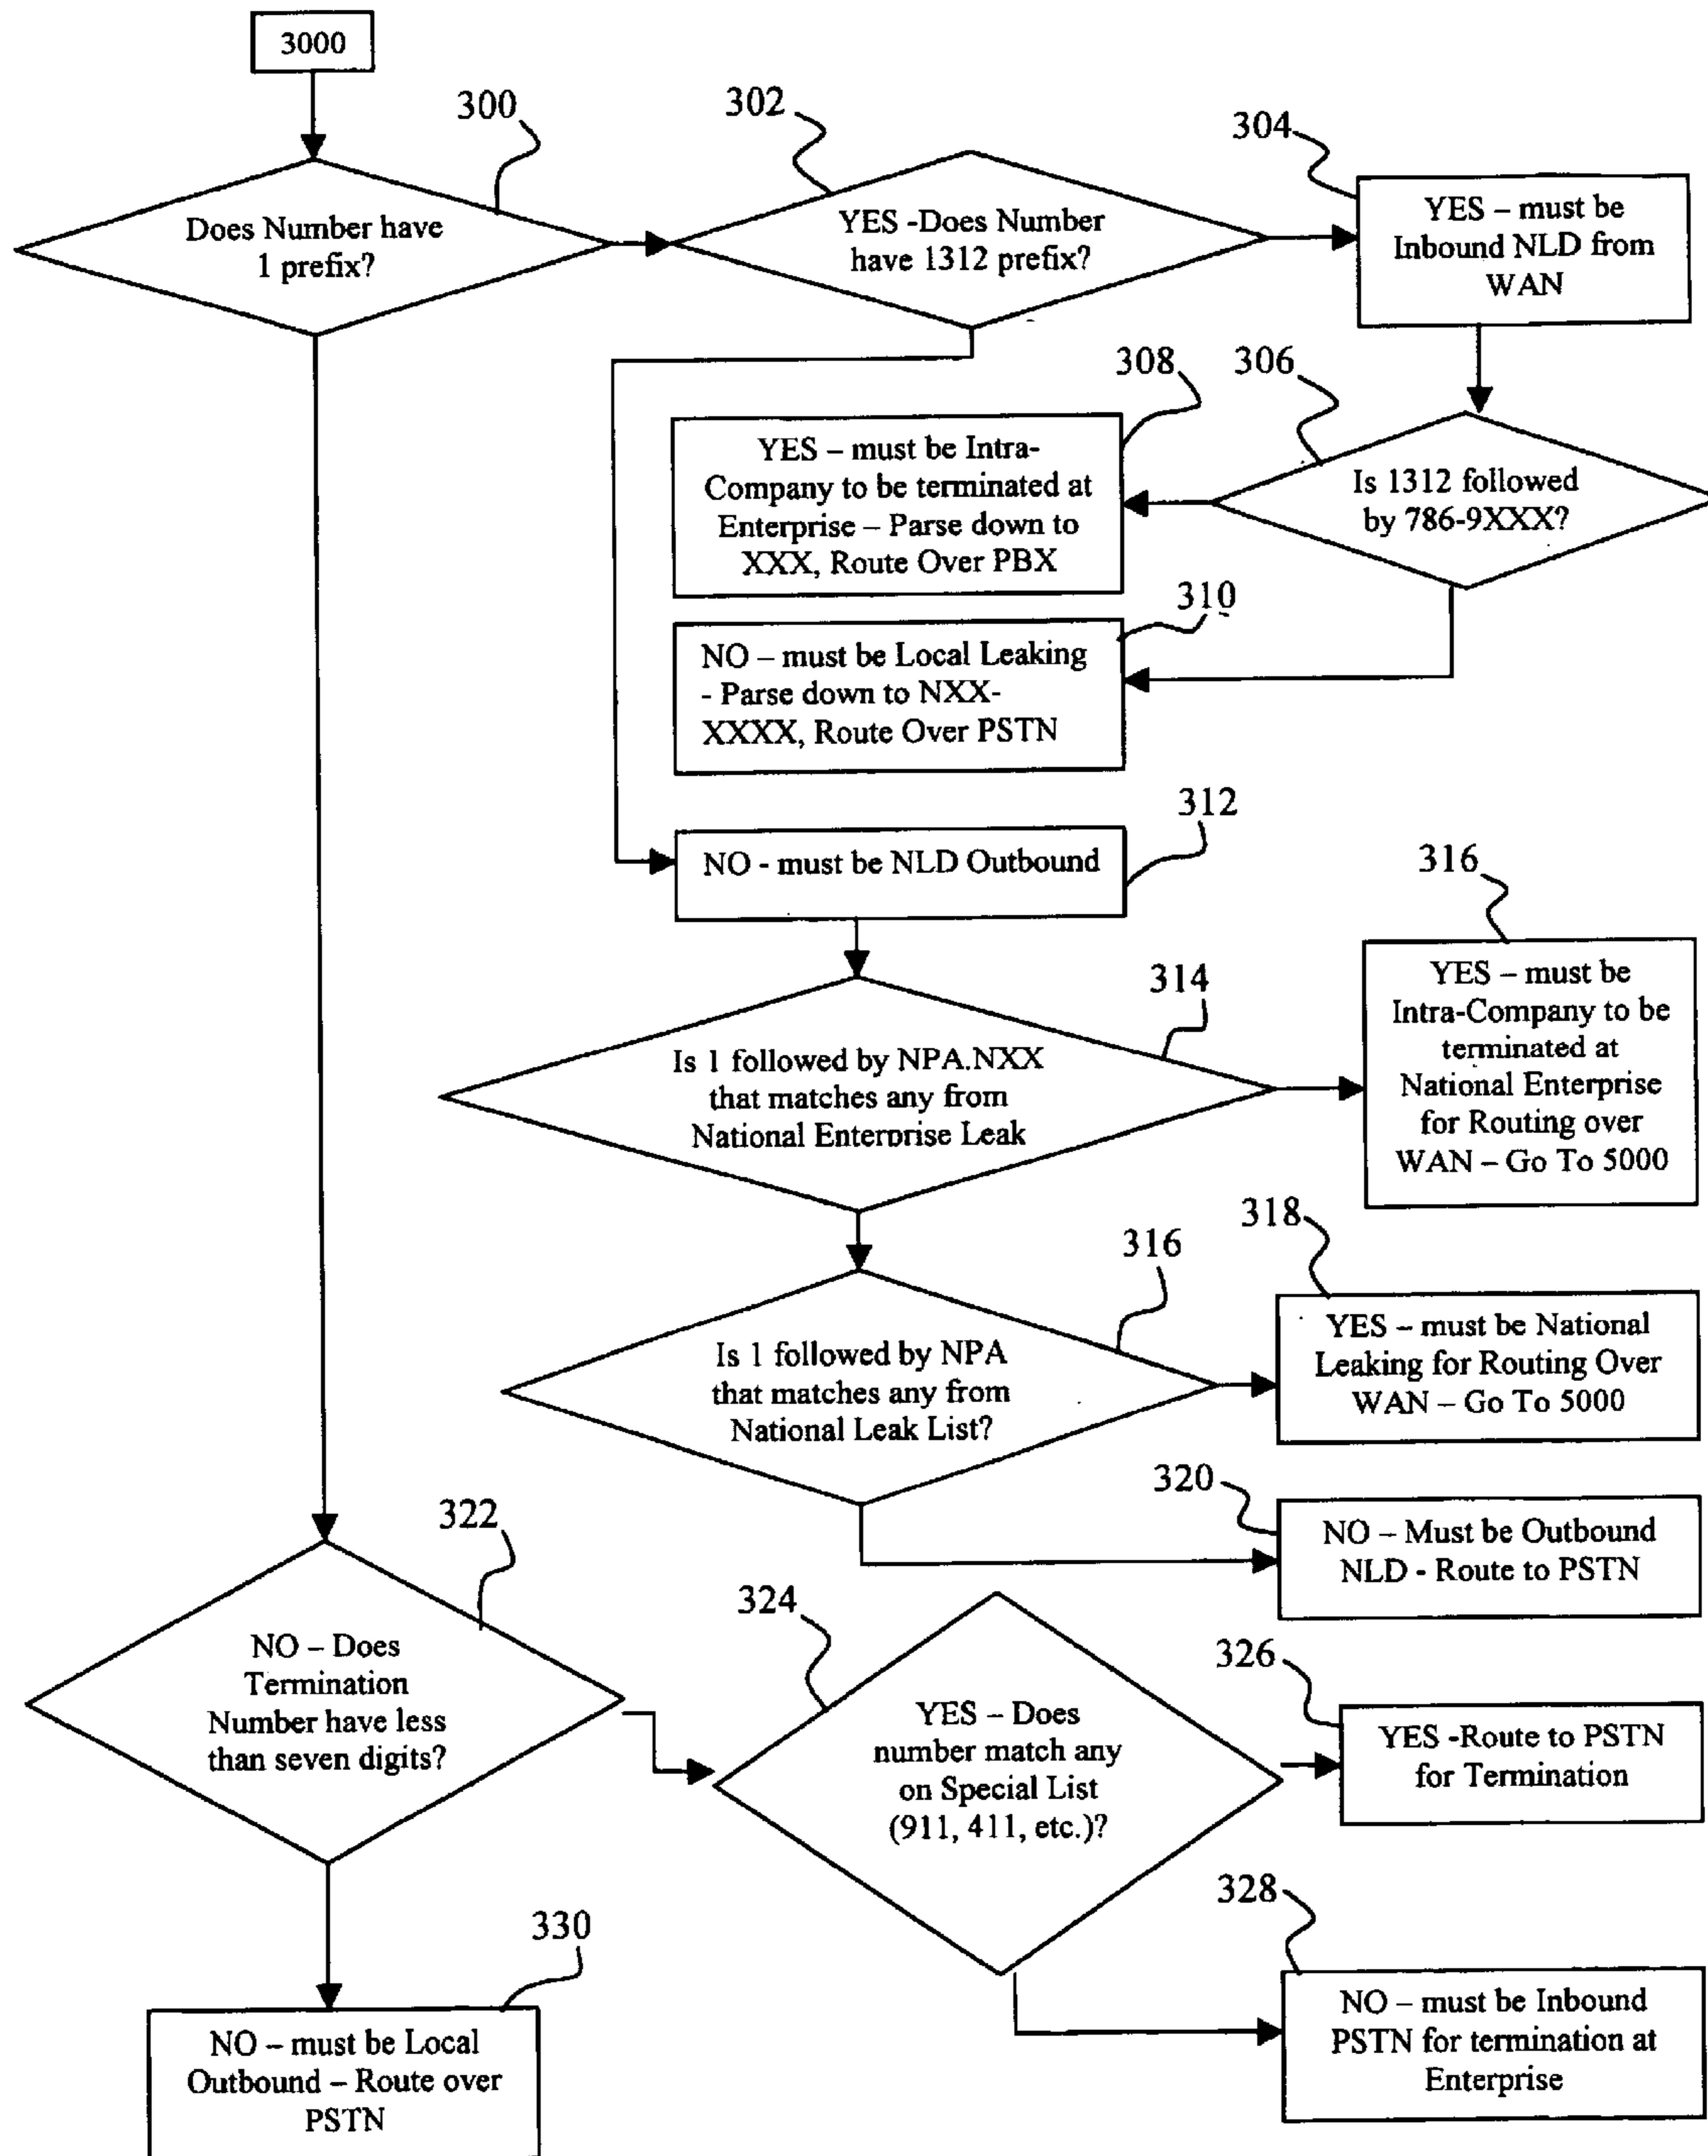 3000
300
302
304
Does Number have
1 prefix?
YES -Does Number
have 1312 prefix?
YES – must be
Inbound NLD from
WAN
308
306
YES – must be Intra-
Company to be terminated at
Enterprise – Parse down to
XXX, Route Over PBX
Is 1312 followed
by 786-9XXX?
310
NO – must be Local Leaking
- Parse down to NXX-
XXXX, Route Over PSTN
312
NO - must be NLD Outbound
316
314
YES – must be
Intra-Company to be
terminated at
National Enterprise
for Routing over
WAN – Go To 5000
Is 1 followed by NPA.NXX
that matches any from
National Enterprise Leak
318
316
YES – must be National
Leaking for Routing Over
WAN – Go To 5000
Is 1 followed by NPA
that matches any from
National Leak List?
320
NO – Must be Outbound
NLD - Route to PSTN
322
NO – Does
Termination
Number have less
than seven digits?
324
YES – Does
number match any
on Special List
(911, 411, etc.)?
326
YES -Route to PSTN
for Termination
328
NO – must be Inbound
PSTN for termination at
Enterprise
330
NO – must be Local
Outbound – Route over
PSTN